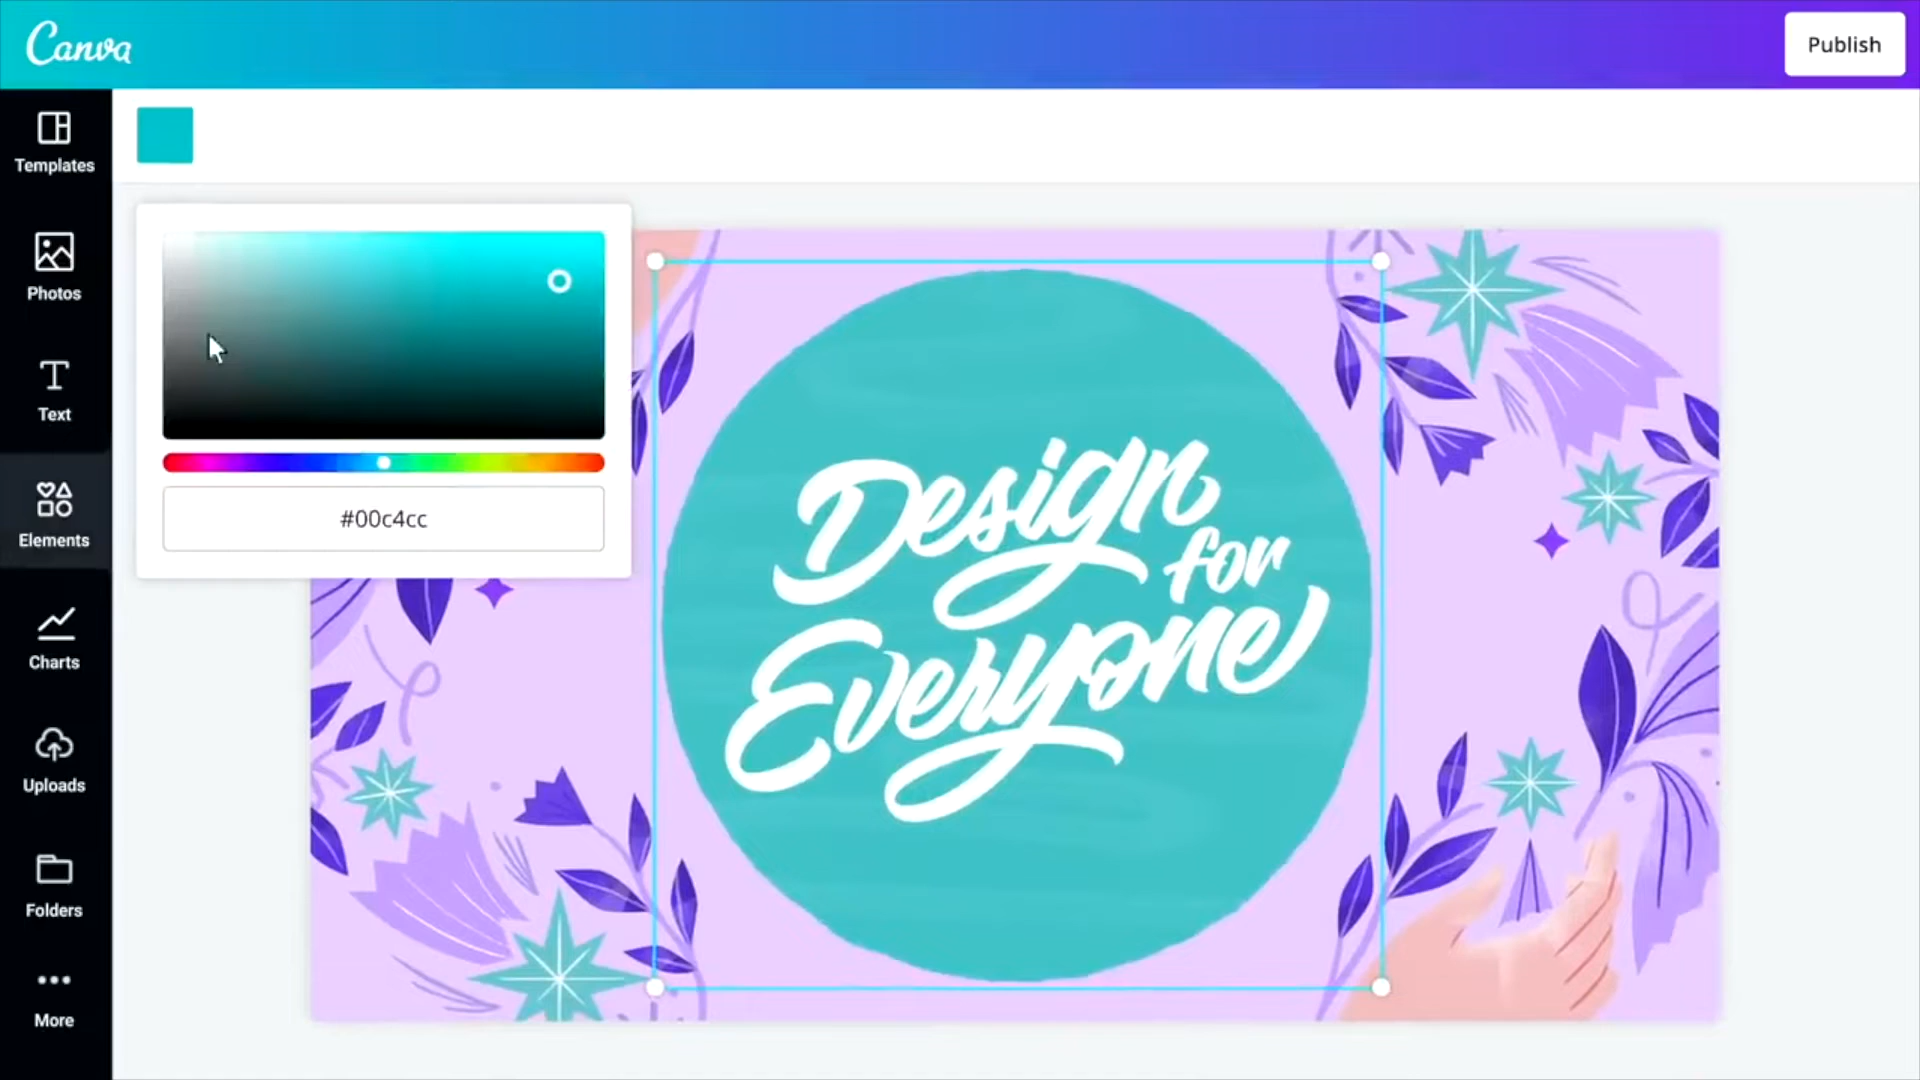 Canva
Publish
Templates
Photos
Text
Elements
Charts
Uploads
Folders
More
#00c4cc
Design
for
Everyone